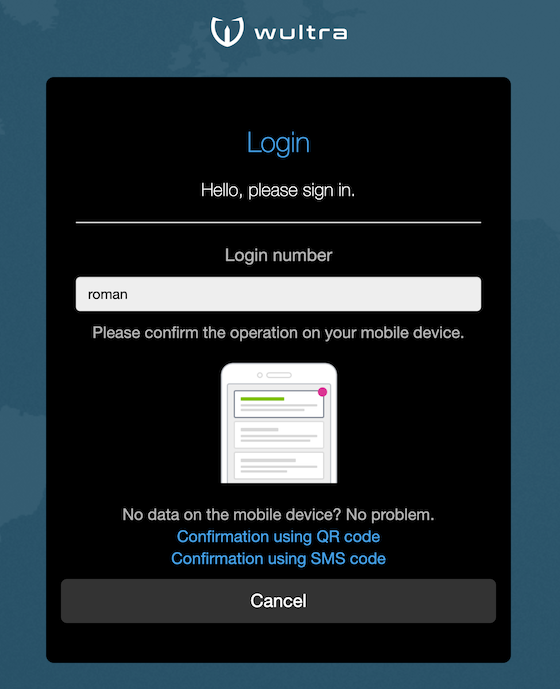 wultra
Login
Hello, please sign in.
Login number
roman
Please confirm the operation on your mobile device.
No data on the mobile device? No problem.
Confirmation using QR code
Confirmation using SMS code
Cancel